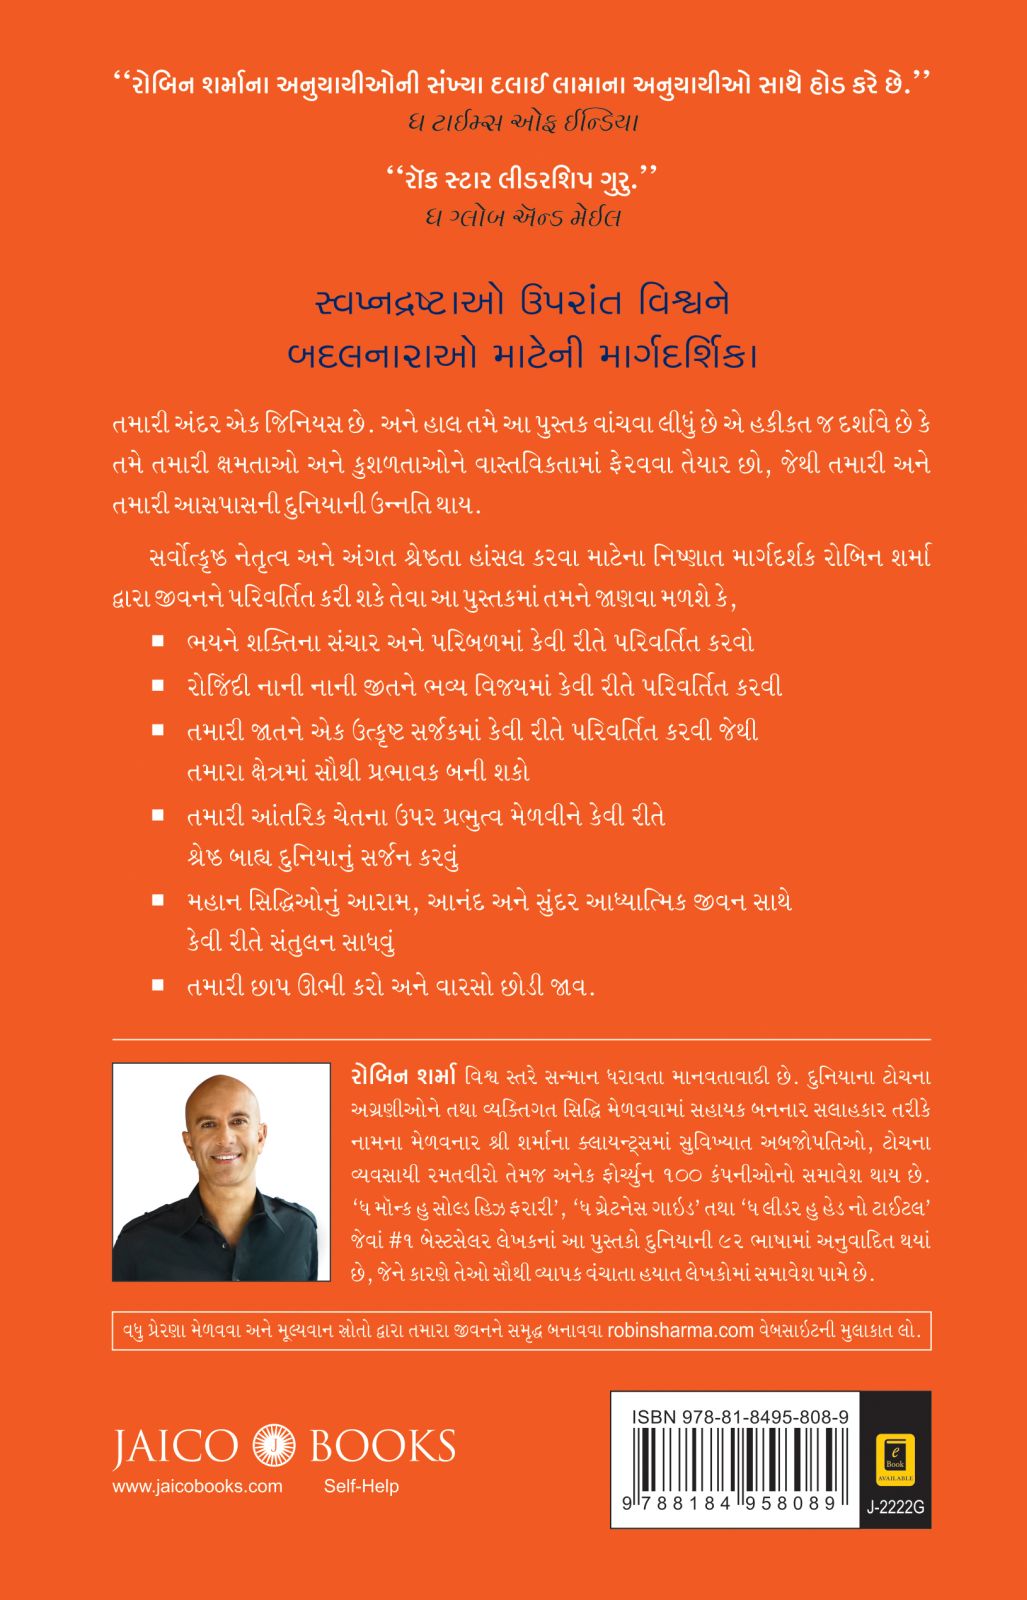 “રોબિન શર્માના અનુયાયીઓની સંખ્યા દલાઈ લામાના અનુયાયીઓ સાથે હોડ કરે છે.”
ધ ટાઈમ્સ ઓફ ઈન્ડિયા
“રૉક સ્ટાર લીડરશિપ ગુરુ.”
ધ ગ્લોબ ઍન્ડ મેઈલ
સ્વપ્નદ્રષ્ટાઓ ઉપરાંત વિશ્વને
બદલનારાઓ માટેની માર્ગદર્શિકા
તમારી અંદર એક જિનિયસ છે. અને હાલ તમે આ પુસ્તક વાંચવા લીધું છે એ હકીકત જ દર્શાવે છે કે
તમે તમારી ક્ષમતાઓ અને કુશળતાઓને વાસ્તવિકતામાં ફેરવવા તૈયાર છો, જેથી તમારી અને
તમારી આસપાસની દુનિયાની ઉન્નતિ થાય.
સર્વોત્કૃષ્ઠ નેતૃત્વ અને અંગત શ્રેષ્ઠતા હાંસલ કરવા માટેના નિષ્ણાત માર્ગદર્શક રોબિન શર્મા
દ્વારા જીવનને પરિવર્તિત કરી શકે તેવા આ પુસ્તકમાં તમને જાણવા મળશે કે,
■ ભયને શક્તિના સંચાર અને પરિબળમાં કેવી રીતે પરિવર્તિત કરવો
■ રોજિંદી નાની નાની જીતને ભવ્ય વિજયમાં કેવી રીતે પરિવર્તિત કરવી
■ તમારી જાતને એક ઉત્કૃષ્ટ સર્જકમાં કેવી રીતે પરિવર્તિત કરવી જેથી
તમારા ક્ષેત્રમાં સૌથી પ્રભાવક બની શકો
■ તમારી આંતરિક ચેતના ઉપર પ્રભુત્વ મેળવીને કેવી રીતે
શ્રેષ્ઠ બાહ્ય દુનિયાનું સર્જન કરવું
■ મહાન સિદ્ધિઓનું આરામ, આનંદ અને સુંદર આધ્યાત્મિક જીવન સાથે
કેવી રીતે સંતુલન સાધવું
■ તમારી છાપ ઊભી કરો અને વારસો છોડી જાવ.
રોબિન શર્મા વિશ્વ સ્તરે સન્માન ધરાવતા માનવતાવાદી છે. દુનિયાના ટોચના
અગ્રણીઓને તથા વ્યક્તિગત સિદ્ધિ મેળવવામાં સહાયક બનનાર સલાહકાર તરીકે
નામના મેળવનાર શ્રી શર્માના ક્લાયન્ટ્સમાં સુવિખ્યાત અબજોપતિઓ, ટોચના
વ્યવસાયી રમતવીરો તેમજ અનેક ફોર્ચ્યુન ૧૦૦ કંપનીઓનો સમાવેશ થાય છે.
‘ધ મૉન્ક હુ સોલ્ડ હિઝ ફરારી’, ‘ધ ગ્રેટનેસ ગાઇડ’ તથા ‘ધ લીડર હુ હેડ નો ટાઈટલ’
જેવાં #૧ બેસ્ટસેલર લેખકનાં આ પુસ્તકો દુનિયાની ૯૨ ભાષામાં અનુવાદિત થયાં
છે, જેને કારણે તેઓ સૌથી વ્યાપક વંચાતા હયાત લેખકોમાં સમાવેશ પામે છે.
વધુ પ્રેરણા મેળવવા અને મૂલ્યવાન સ્રોતો દ્વારા તમારા જીવનને સમૃદ્ધ બનાવવા robinsharma.com વેબસાઇટની મુલાકાત લો.
JAICO J BOOKS
www.jaicobooks.com Self-Help
ISBN 978-81-8495-808-9
9 788184 958089
e
Book
AVAILABLE
J-2222G